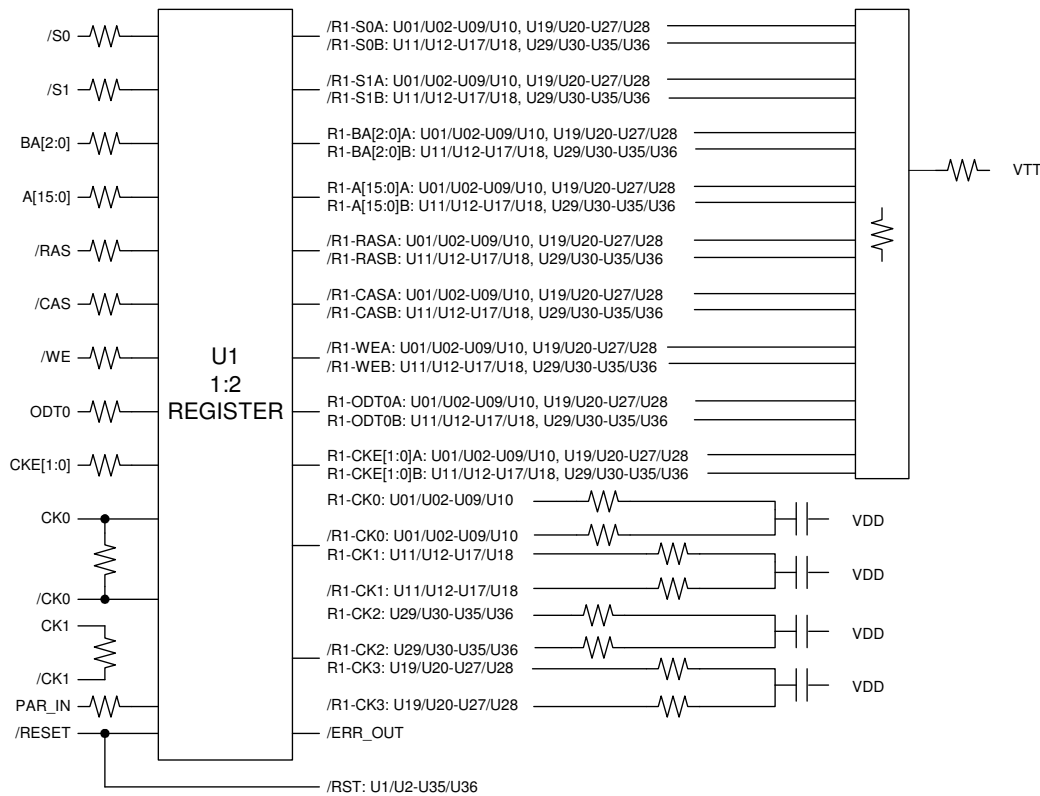 /S0
/S1
BA[2:0]
A[15:0]
/RAS
/CAS
/WE
ODT0
CKE[1:0]
CK0
/CK0
CK1
/CK1
PAR_IN
/RESET
U1
1:2
REGISTER
/R1-S0A: U01/U02-U09/U10, U19/U20-U27/U28
/R1-S0B: U11/U12-U17/U18, U29/U30-U35/U36
/R1-S1A: U01/U02-U09/U10, U19/U20-U27/U28
/R1-S1B: U11/U12-U17/U18, U29/U30-U35/U36
R1-BA[2:0]A: U01/U02-U09/U10, U19/U20-U27/U28
R1-BA[2:0]B: U11/U12-U17/U18, U29/U30-U35/U36
R1-A[15:0]A: U01/U02-U09/U10, U19/U20-U27/U28
R1-A[15:0]B: U11/U12-U17/U18, U29/U30-U35/U36
/R1-RASA: U01/U02-U09/U10, U19/U20-U27/U28
/R1-RASB: U11/U12-U17/U18, U29/U30-U35/U36
/R1-CASA: U01/U02-U09/U10, U19/U20-U27/U28
/R1-CASB: U11/U12-U17/U18, U29/U30-U35/U36
/R1-WEA: U01/U02-U09/U10, U19/U20-U27/U28
/R1-WEB: U11/U12-U17/U18, U29/U30-U35/U36
R1-ODT0A: U01/U02-U09/U10, U19/U20-U27/U28
R1-ODT0B: U11/U12-U17/U18, U29/U30-U35/U36
R1-CKE[1:0]A: U01/U02-U09/U10, U19/U20-U27/U28
R1-CKE[1:0]B: U11/U12-U17/U18, U29/U30-U35/U36
R1-CK0: U01/U02-U09/U10
/R1-CK0: U01/U02-U09/U10
R1-CK1: U11/U12-U17/U18
/R1-CK1: U11/U12-U17/U18
R1-CK2: U29/U30-U35/U36
/R1-CK2: U29/U30-U35/U36
R1-CK3: U19/U20-U27/U28
/R1-CK3: U19/U20-U27/U28
/ERR_OUT
/RST: U1/U2-U35/U36
VTT
VDD
VDD
VDD
VDD